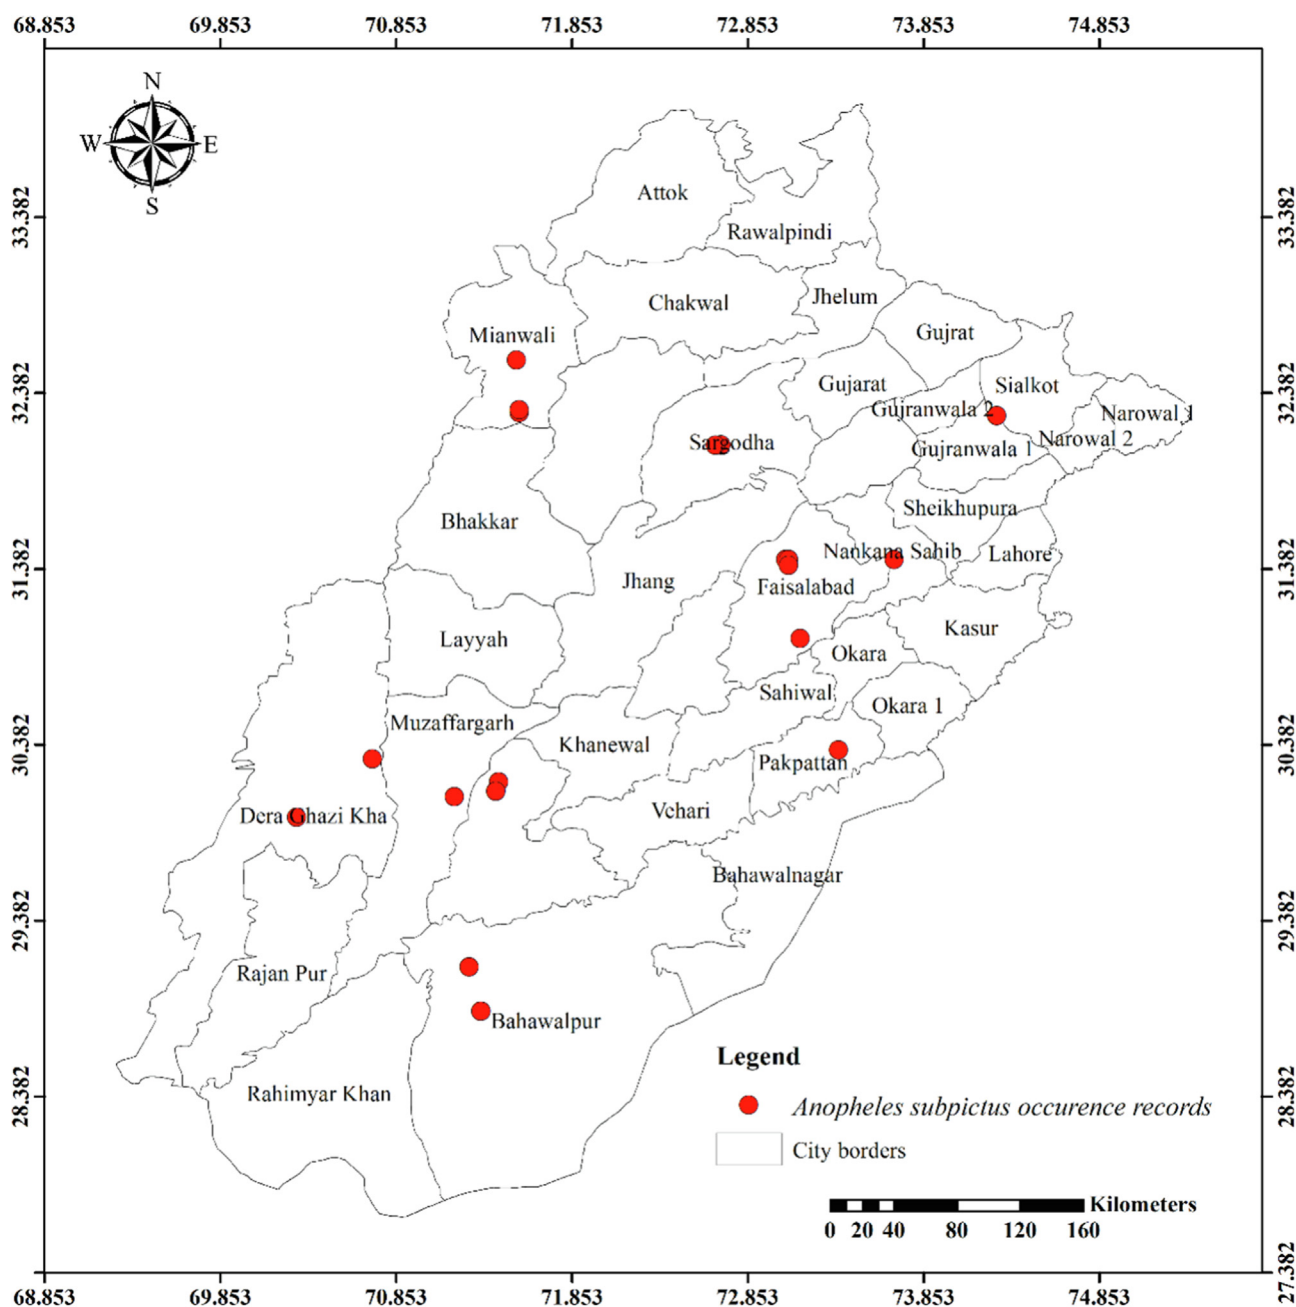 68.853 69.853 70.853 71.853 72.853 73.853 74.853
N
W E
S
33.382 33.382
Attok
Rawalpindi
Chakwal
Jhelum
Mianwali
Gujrat
32.382 32.382
Gujarat
Sialkot
Gujranwala 2
Narowal 1
Sargodha
Narowal 2
Gujranwala 1
Bhakkar
Sheikhupura
Nankana Sahib
Lahore
31.382 31.382
Jhang
Faisalabad
Layyah
Kasur
Okara
Sahiwal
Okara 1
Muzaffargarh
Khanewal
30.382 30.382
Pakpattan
Vehari
Dera Ghazi Kha
Bahawalnagar
29.382 29.382
Rajan Pur
Bahawalpur
Rahimyar Khan
28.382 28.382
Legend
Anopheles subpictus occurence records
City borders
Kilometers
0 20 40 80 120 160
27.382 27.382
68.853 69.853 70.853 71.853 72.853 73.853 74.853